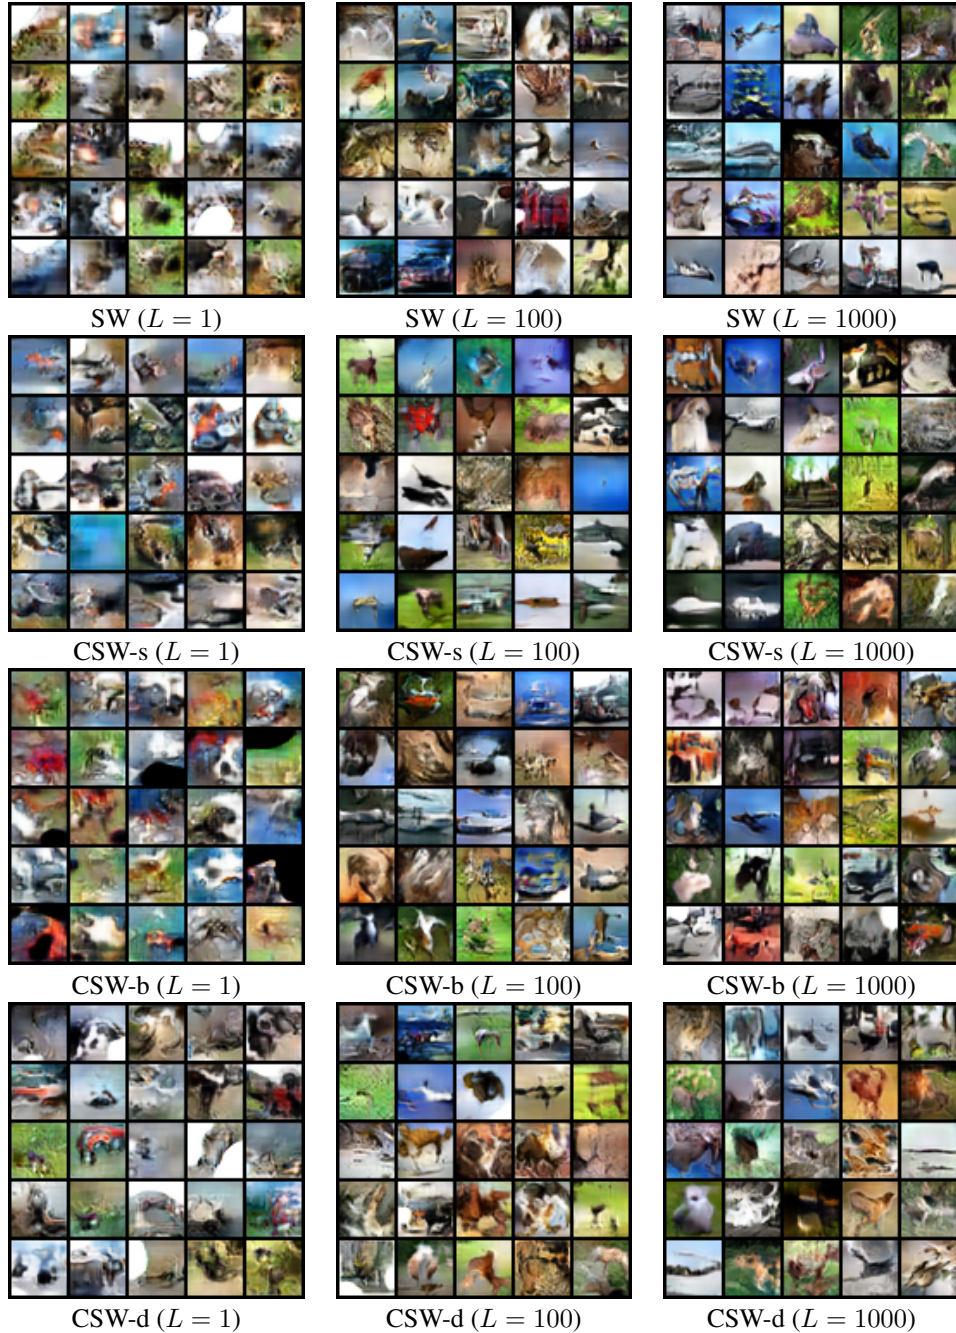 SW (L = 1)
SW (L = 100)
SW (L = 1000)
CSW-s (L = 1)
CSW-s (L = 100)
CSW-s (L = 1000)
CSW-b (L = 1)
CSW-b (L = 100)
CSW-b (L = 1000)
CSW-d (L = 1)
CSW-d (L = 100)
CSW-d (L = 1000)